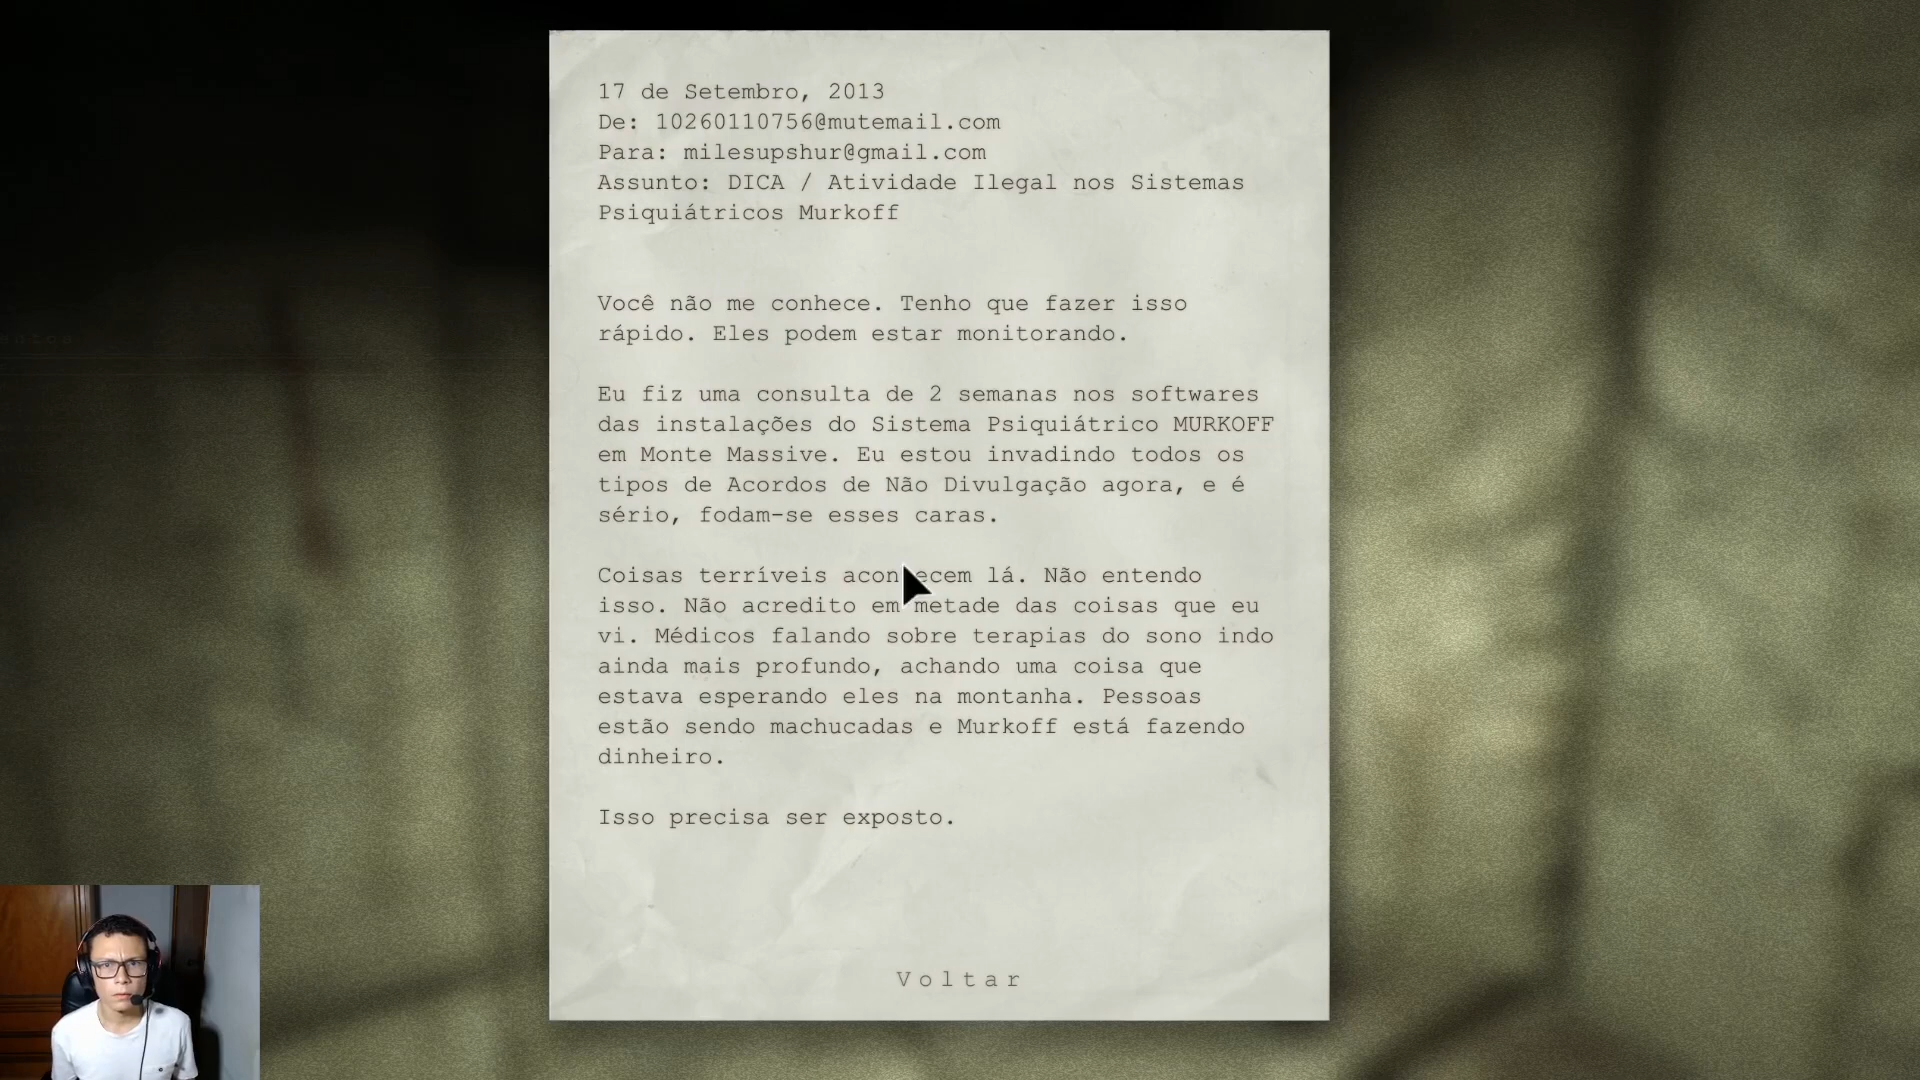 17 de Setembro, 2013
De: 10260110756@mutemail.com
Para: milesupshur@gmail.com
Assunto: DICA / Atividade Ilegal nos Sistemas
Psiquiátricos Murkoff
Você não me conhece. Tenho que fazer isso
rápido. Eles podem estar monitorando.
Eu fiz uma consulta de 2 semanas nos softwares
das instalações do Sistema Psiquiátrico MURKOFF
em Monte Massive. Eu estou invadindo todos os
tipos de Acordos de Não Divulgação agora, e é
sério, fodam-se esses caras.
Coisas terríveis acontecem lá. Não entendo
isso. Não acredito em metade das coisas que eu
vi. Médicos falando sobre terapias do sono indo
ainda mais profundo, achando uma coisa que
estava esperando eles na montanha. Pessoas
estão sendo machucadas e Murkoff está fazendo
dinheiro.
Isso precisa ser exposto.
Voltar